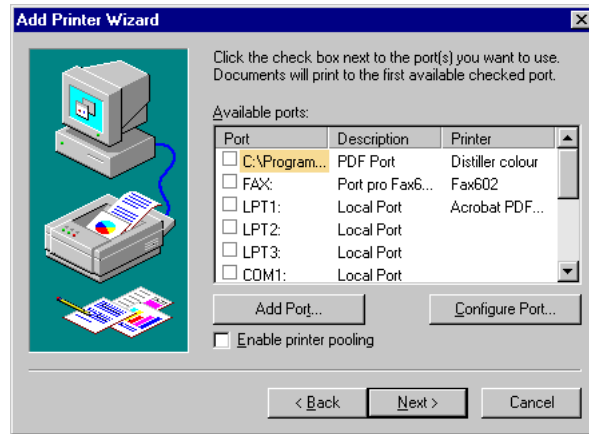 Add Printer Wizard
Click the check box next to the port(s) you want to use.
Documents will print to the first available checked port.
Available ports:
Port Description Printer
C:\Program... PDF Port Distiller colour
FAX: Port pro Fax6... Fax602
LPT1: Local Port Acrobat PDF...
LPT2: Local Port
LPT3: Local Port
COM1: Local Port
Add Port... Configure Port...
Enable printer pooling
< Back Next > Cancel